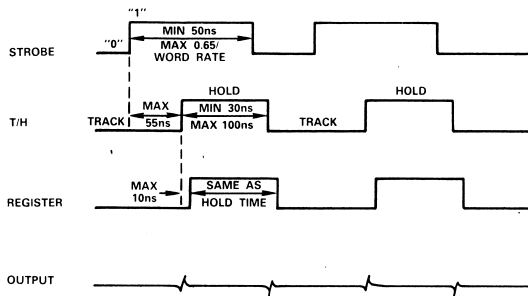 "1"
"0"
MIN 50ns
MAX 0.65/
WORD RATE
STROBE
HOLD
HOLD
T/H
TRACK
MAX
55ns
MIN 30ns
MAX 100ns
TRACK
MAX
10ns
SAME AS
HOLD TIME
REGISTER
OUTPUT